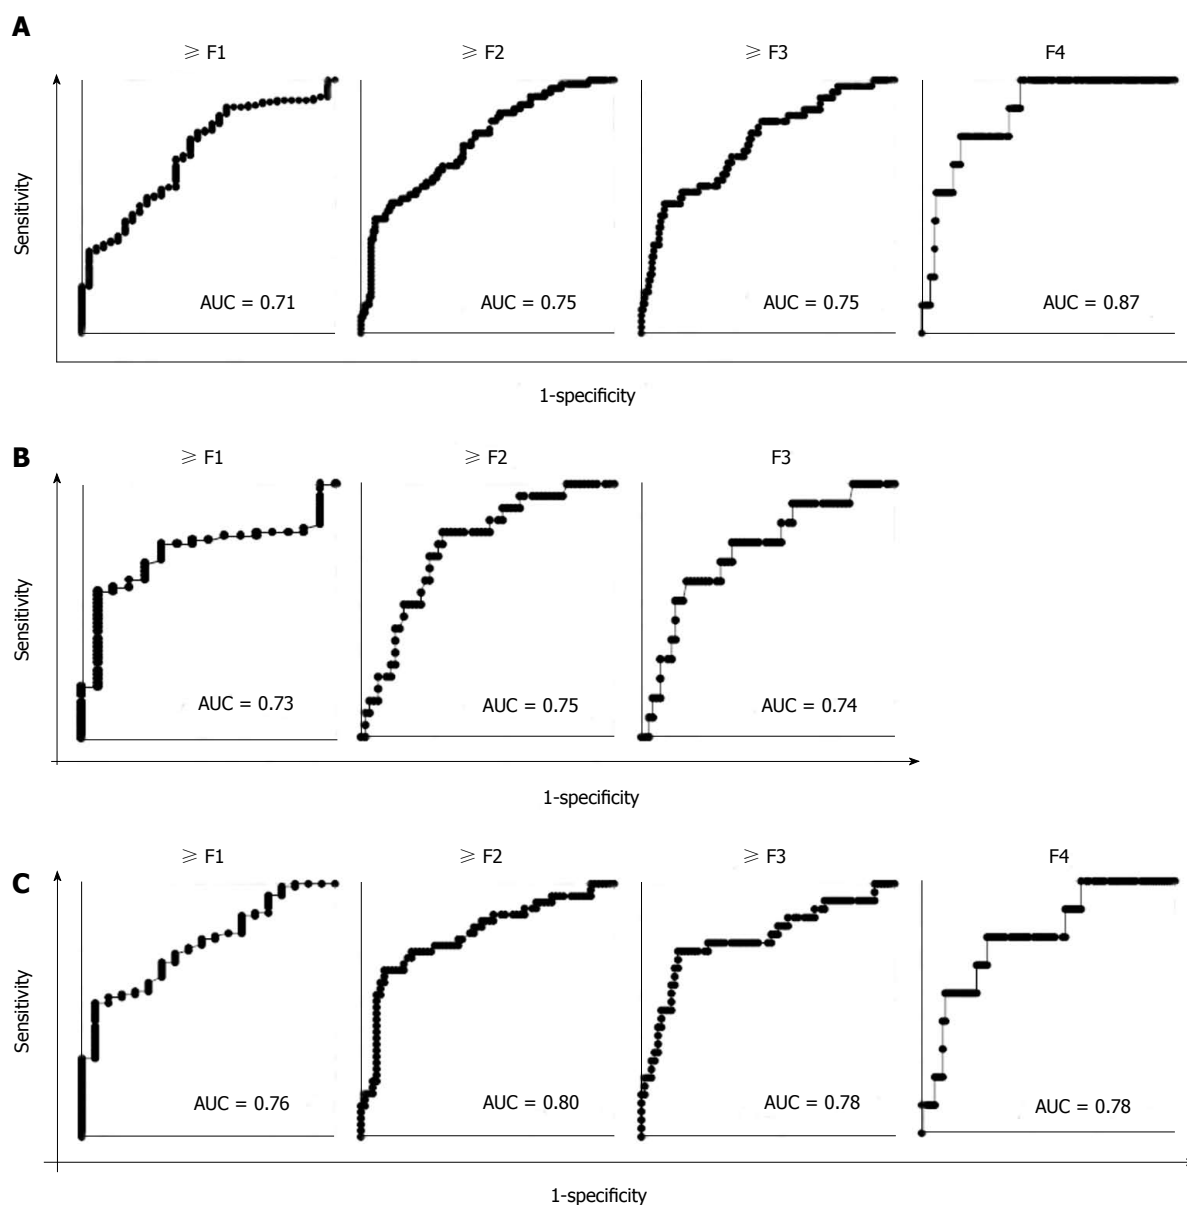 A
⩾ F1
⩾ F2
⩾ F3
F4
Sensitivity
AUC = 0.71
AUC = 0.75
AUC = 0.75
AUC = 0.87
1-specificity
B
⩾ F1
⩾ F2
F3
Sensitivity
AUC = 0.73
AUC = 0.75
AUC = 0.74
1-specificity
C
⩾ F1
⩾ F2
⩾ F3
F4
Sensitivity
AUC = 0.76
AUC = 0.80
AUC = 0.78
AUC = 0.78
1-specificity